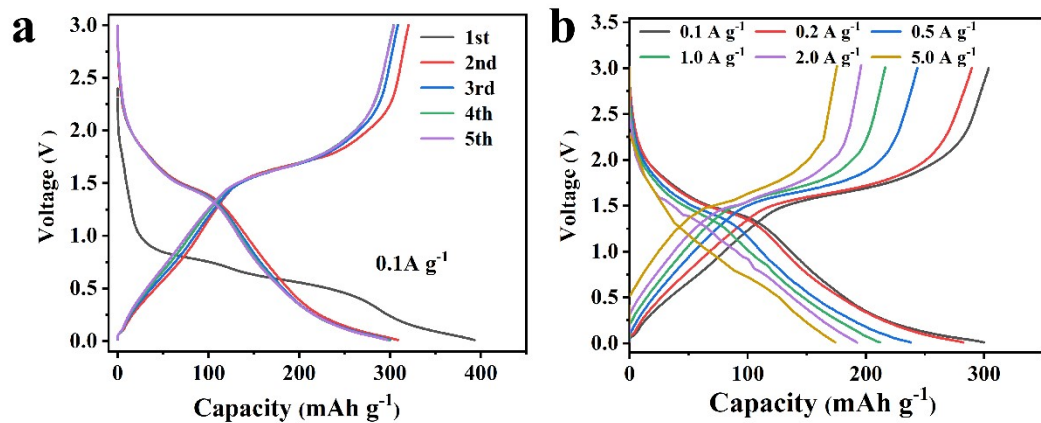 a
3.0
2.5
2.0
1.5
1.0
0.5
0.0
Voltage (V)
1st
2nd
3rd
4th
5th
0.1A g⁻¹
0 100 200 300 400
Capacity (mAh g⁻¹)
b
3.5
3.0
2.5
2.0
1.5
1.0
0.5
0.0
Voltage (V)
0.1 A g⁻¹ 0.2 A g⁻¹ 0.5 A g⁻¹
1.0 A g⁻¹ 2.0 A g⁻¹ 5.0 A g⁻¹
0 100 200 300
Capacity (mAh g⁻¹)